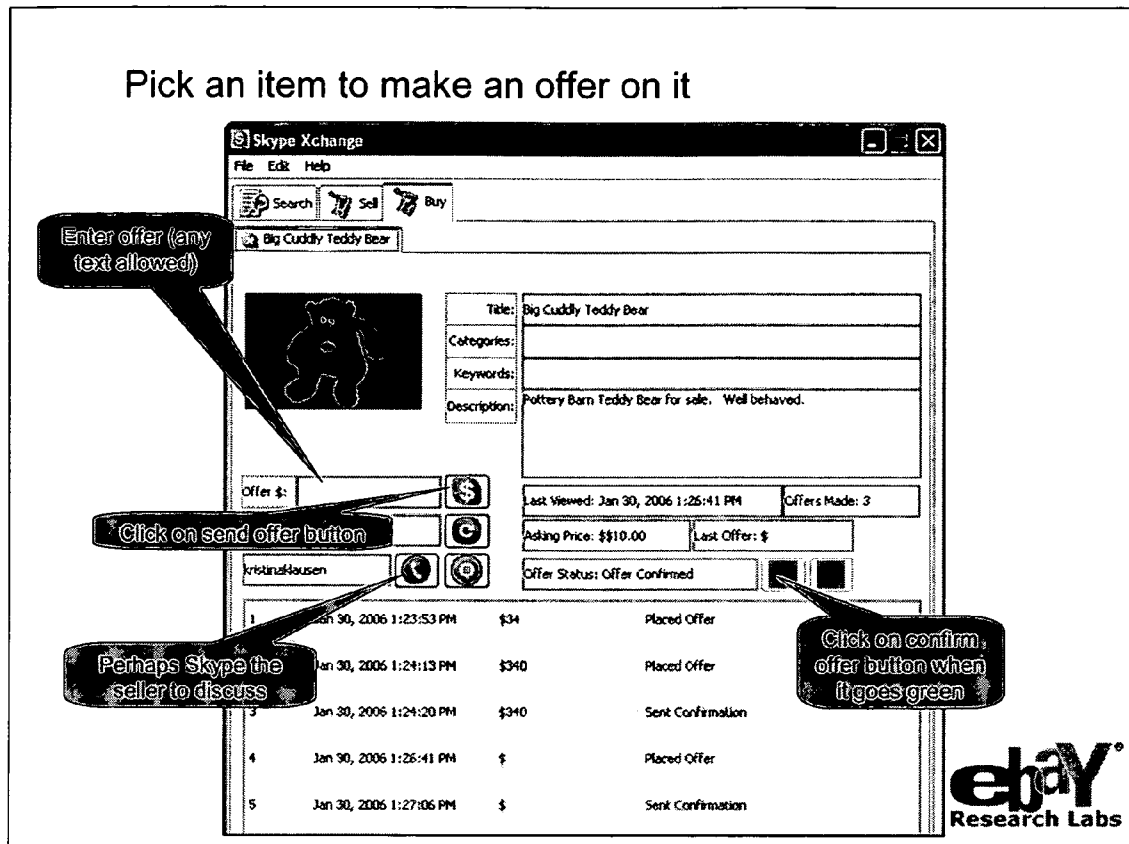 Pick an item to make an offer on it
Skype Xchange
File Edit Help
Search Sell Buy
Big Cuddly Teddy Bear
Enter offer (any
text allowed)
Title: Big Cuddly Teddy Bear
Categories:
Keywords:
Description: Pottery Barn Teddy Bear for sale. Well behaved.
Offer $:
Last Viewed: Jan 30, 2006 1:26:41 PM Offers Made: 3
Click on send offer button
Asking Price: $$10.00 Last Offer: $
kristinaklausen
Offer Status: Offer Confirmed
1 Jan 30, 2006 1:23:53 PM $34 Placed Offer
Jan 30, 2006 1:24:13 PM $340 Placed Offer
3 Jan 30, 2006 1:24:20 PM $340 Sent Confirmation
4 Jan 30, 2006 1:26:41 PM $ Placed Offer
5 Jan 30, 2006 1:27:06 PM $ Sent Confirmation
Perhaps Skype the
seller to discuss
Click on confirm
offer button when
it goes green
ebaY®
Research Labs